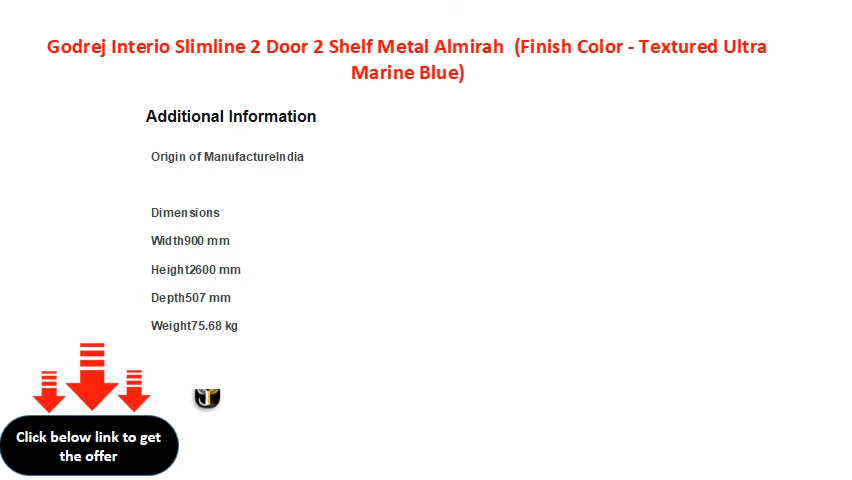 Godrej Interio Slimline 2 Door 2 Shelf Metal Almirah  (Finish Color - Textured Ultra
Marine Blue)
Additional Information
Origin of ManufactureIndia
Dimensions
Width900 mm
Height2600 mm
Depth507 mm
Weight75.68 kg
Click below link to get
the offer